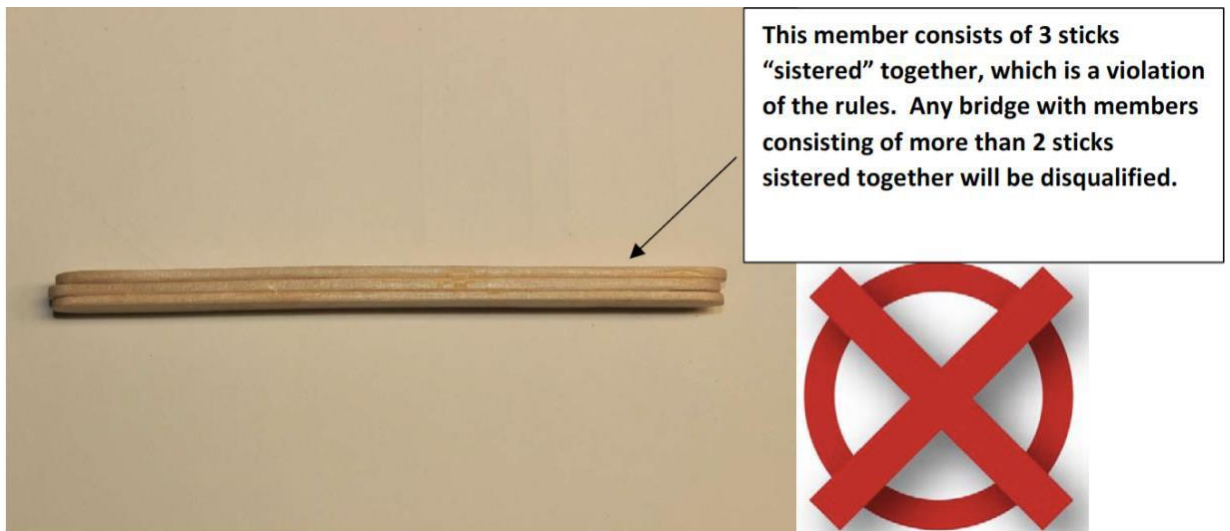 This member consists of 3 sticks
“sistered” together, which is a violation
of the rules.  Any bridge with members
consisting of more than 2 sticks
sistered together will be disqualified.